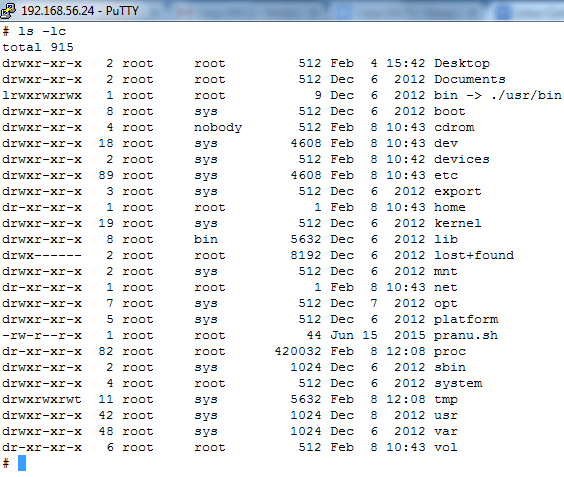 192.168.56.24 - PuTTY
# ls -lc
total 915
drwxr-xr-x   2 root     root         512 Feb  4 15:42 Desktop
drwxr-xr-x   2 root     root         512 Dec  6  2012 Documents
lrwxrwxrwx   1 root     root           9 Dec  6  2012 bin -> ./usr/bin
drwxr-xr-x   8 root     sys          512 Dec  6  2012 boot
drwxr-xr-x   4 root     nobody       512 Feb  8 10:43 cdrom
drwxr-xr-x  18 root     sys         4608 Feb  8 10:43 dev
drwxr-xr-x   2 root     sys          512 Feb  8 10:42 devices
drwxr-xr-x  89 root     sys         4608 Feb  8 10:43 etc
drwxr-xr-x   3 root     sys          512 Dec  6  2012 export
dr-xr-xr-x   1 root     root           1 Feb  8 10:43 home
drwxr-xr-x  19 root     sys          512 Dec  6  2012 kernel
drwxr-xr-x   8 root     bin         5632 Dec  6  2012 lib
drwx------   2 root     root        8192 Dec  6  2012 lost+found
drwxr-xr-x   2 root     sys          512 Dec  6  2012 mnt
dr-xr-xr-x   1 root     root           1 Feb  8 10:43 net
drwxr-xr-x   7 root     sys          512 Dec  7  2012 opt
drwxr-xr-x   5 root     sys          512 Dec  6  2012 platform
-rw-r--r-x   1 root     root          44 Jun 15  2015 pranu.sh
dr-xr-xr-x  82 root     root      420032 Feb  8 12:08 proc
drwxr-xr-x   2 root     sys         1024 Dec  6  2012 sbin
drwxr-xr-x   4 root     root         512 Dec  6  2012 system
drwxrwxrwt  11 root     sys         5632 Feb  8 12:08 tmp
drwxr-xr-x  42 root     sys         1024 Dec  8  2012 usr
drwxr-xr-x  48 root     sys         1024 Dec  6  2012 var
dr-xr-xr-x   6 root     root         512 Feb  8 10:43 vol
#